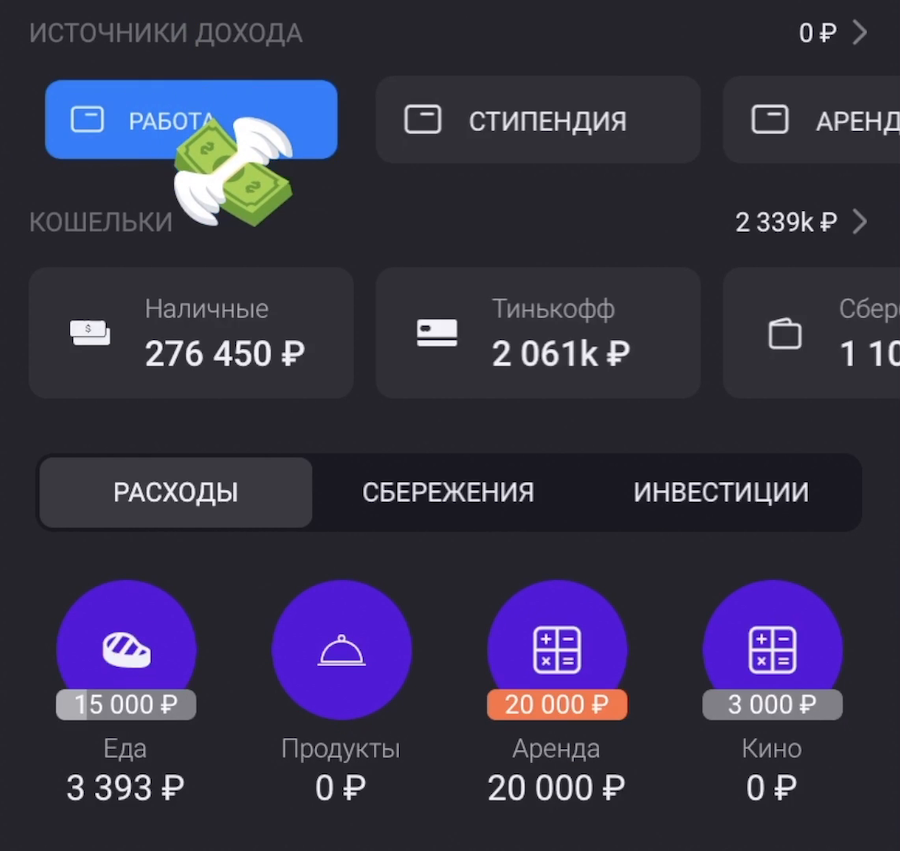 ИСТОЧНИКИ ДОХОДА 0 ₽
РАБОТА СТИПЕНДИЯ АРЕНД
КОШЕЛЬКИ 2 339k ₽
Наличные Тинькофф Сбер
276 450 ₽ 2 061k ₽ 1 10
РАСХОДЫ СБЕРЕЖЕНИЯ ИНВЕСТИЦИИ
15 000 ₽ 20 000 ₽ 3 000 ₽
Еда Продукты Аренда Кино
3 393 ₽ 0 ₽ 20 000 ₽ 0 ₽